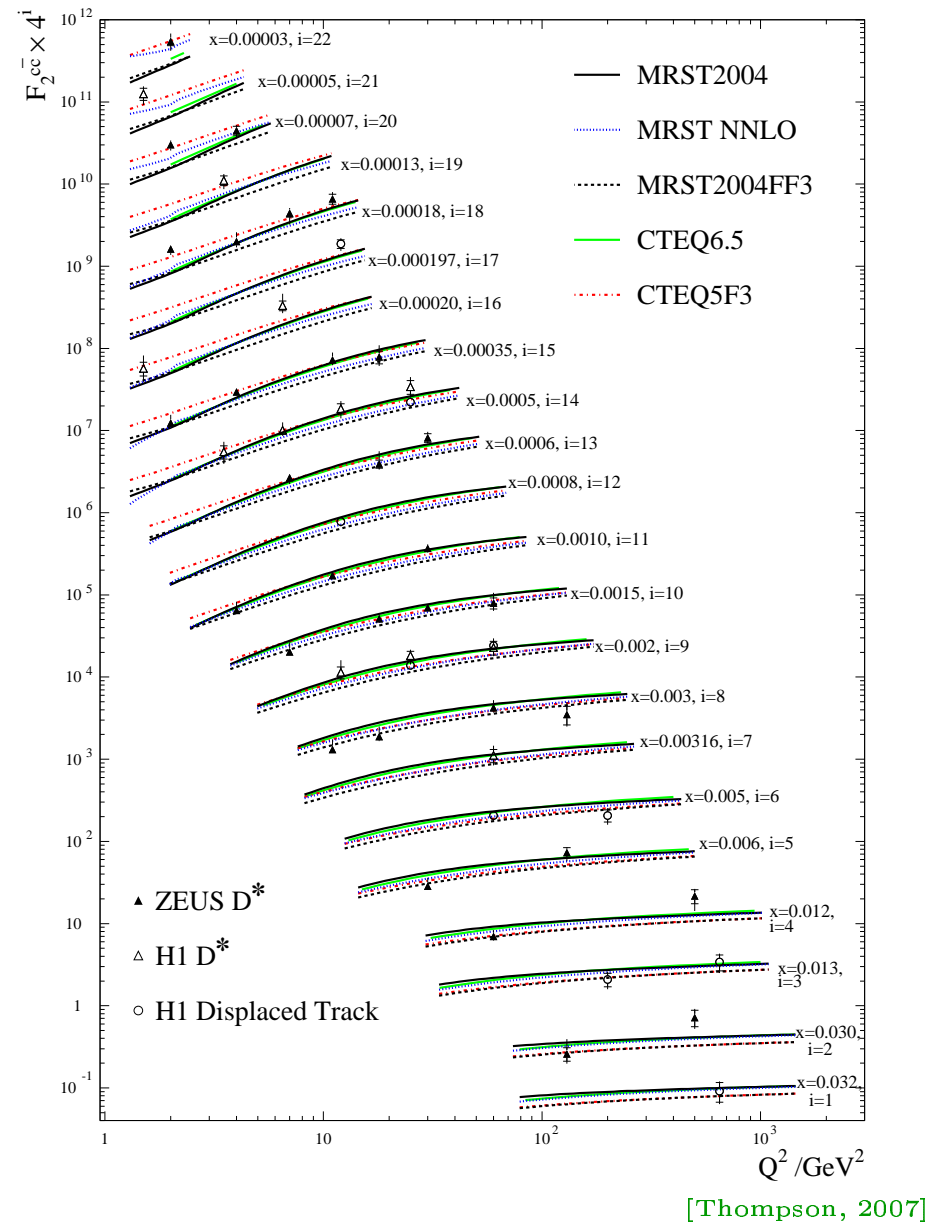 F₂^cc̄ × 4^i
10^12
10^11
10^10
10^9
10^8
10^7
10^6
10^5
10^4
10^3
10^2
10
1
10^-1
x=0.00003, i=22
x=0.00005, i=21
x=0.00007, i=20
x=0.00013, i=19
x=0.00018, i=18
x=0.000197, i=17
x=0.00020, i=16
x=0.00035, i=15
x=0.0005, i=14
x=0.0006, i=13
x=0.0008, i=12
x=0.0010, i=11
x=0.0015, i=10
x=0.002, i=9
x=0.003, i=8
x=0.00316, i=7
x=0.005, i=6
x=0.006, i=5
x=0.012,
i=4
x=0.013,
i=3
x=0.030,
i=2
x=0.032,
i=1
MRST2004
MRST NNLO
MRST2004FF3
CTEQ6.5
CTEQ5F3
ZEUS D*
H1 D*
H1 Displaced Track
1 10 10^2 10^3
Q^2 /GeV^2
[Thompson, 2007]